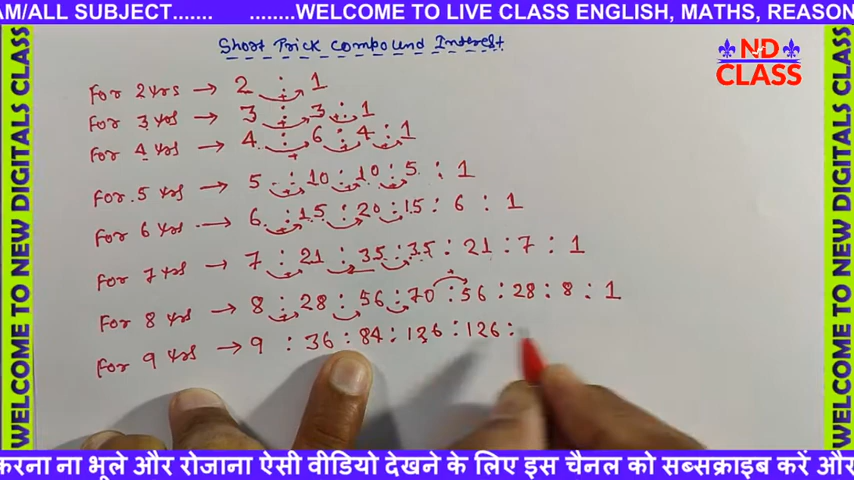 AM/ALL SUBJECT....... ........WELCOME TO LIVE CLASS ENGLISH, MATHS, REASON
Short Trick Compound Interest
ND
CLASS
For 2 Yrs → 2 : 1
For 3 Yrs → 3 : 3 : 1
For 4 Yrs → 4 : 6 : 4 : 1
For 5 Yrs → 5 : 10 : 10 : 5 : 1
For 6 Yrs → 6 : 15 : 20 : 15 : 6 : 1
For 7 Yrs → 7 : 21 : 35 : 35 : 21 : 7 : 1
For 8 Yrs → 8 : 28 : 56 : 70 : 56 : 28 : 8 : 1
For 9 Yrs → 9 : 36 : 84 : 126 : 126 :
WELCOME TO NEW DIGITALS CLASS
WELCOME TO NEW DIGITALS CLASS
करना ना भूले और रोजाना ऐसी वीडियो देखने के लिए इस चैनल को सब्सक्राइब करें और